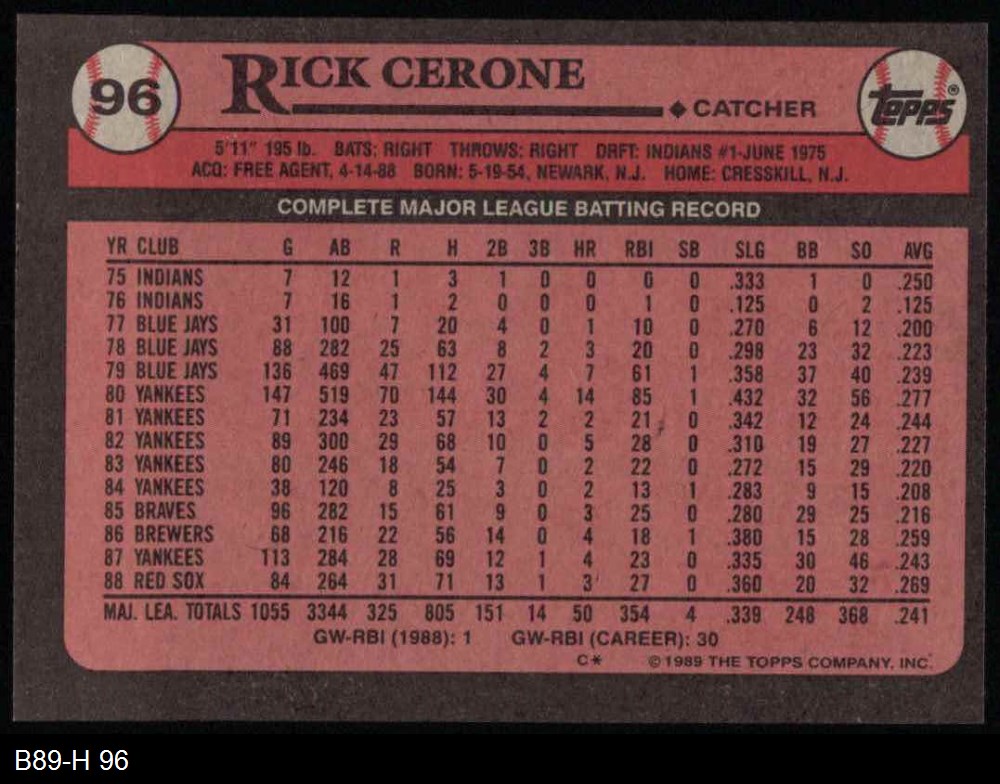 96 RICK CERONE
◆ CATCHER
TOPPS®
5'11" 195 lb. BATS: RIGHT THROWS: RIGHT DRFT: INDIANS #1-JUNE 1975
ACQ: FREE AGENT, 4-14-88 BORN: 5-19-54, NEWARK, N.J. HOME: CRESSKILL, N.J.
COMPLETE MAJOR LEAGUE BATTING RECORD
YR CLUB G AB R H 2B 3B HR RBI SB SLG BB SO AVG
75 INDIANS 7 12 1 3 1 0 0 0 0 .333 1 0 .250
76 INDIANS 7 16 1 2 0 0 0 1 0 .125 0 2 .125
77 BLUE JAYS 31 100 7 20 4 0 1 10 0 .270 6 12 .200
78 BLUE JAYS 88 282 25 63 8 2 3 20 0 .298 23 32 .223
79 BLUE JAYS 136 469 47 112 27 4 7 61 1 .358 37 40 .239
80 YANKEES 147 519 70 144 30 4 14 85 1 .432 32 56 .277
81 YANKEES 71 234 23 57 13 2 2 21 0 .342 12 24 .244
82 YANKEES 89 300 29 68 10 0 5 28 0 .310 19 27 .227
83 YANKEES 80 246 18 54 7 0 2 22 0 .272 15 29 .220
84 YANKEES 38 120 8 25 3 0 2 13 1 .283 9 15 .208
85 BRAVES 96 282 15 61 9 0 3 25 0 .280 29 25 .216
86 BREWERS 68 216 22 56 14 0 4 18 1 .380 15 28 .259
87 YANKEES 113 284 28 69 12 1 4 23 0 .335 30 46 .243
88 RED SOX 84 264 31 71 13 1 3 27 0 .360 20 32 .269
MAJ. LEA. TOTALS 1055 3344 325 805 151 14 50 354 4 .339 248 368 .241
GW-RBI (1988): 1 GW-RBI (CAREER): 30
C* © 1989 THE TOPPS COMPANY, INC.
B89-H 96